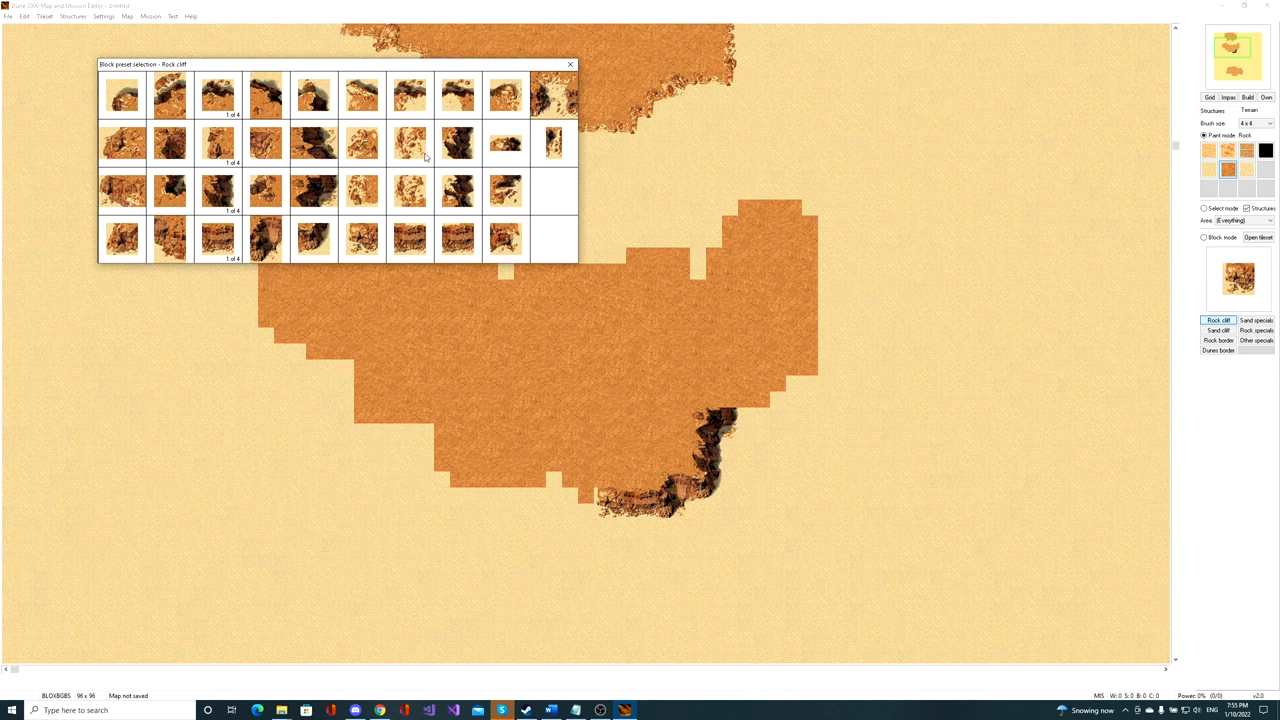 Dune 2000 Map and Mission Editor - Untitled
File Edit Tileset Structures Settings Map Mission Test Help
Block preset selection - Rock cliff
1 of 4
1 of 4
1 of 4
1 of 4
Grid Impas Build Own
Structures Terrain
Brush size 4 x 4
Paint mode Rock
Select mode Structures
Area: (Everything)
Block mode Open tileset
Rock cliff Sand specials
Sand cliff Rock specials
Rock border Other specials
Dunes border
BLOXBGBS 96 x 96 Map not saved MIS W: 0 S: 0 B: 0 C: 0 Power: 0% (0/0) v2.0
Type here to search
Snowing now ENG 7:55 PM
1/10/2022